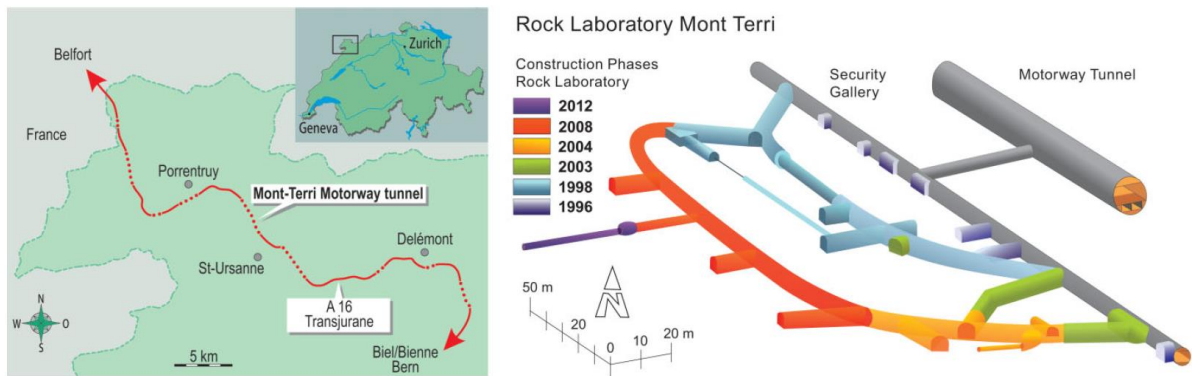 Belfort
France
Porrentruy
Mont-Terri Motorway tunnel
St-Ursanne
Delémont
A 16
Transjurane
Biel/Bienne
Bern
N
W
O
S
5 km
Zurich
Geneva
Rock Laboratory Mont Terri
Construction Phases
Rock Laboratory
2012
2008
2004
2003
1998
1996
Security
Gallery
Motorway Tunnel
N
50 m
20
0
10
20 m